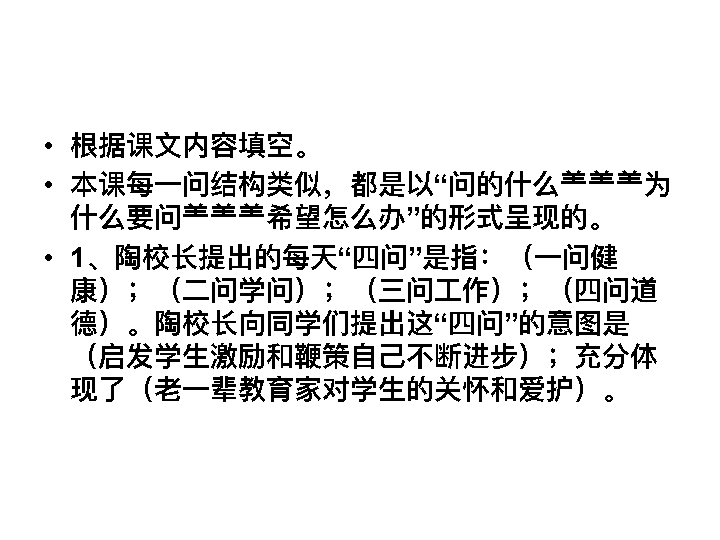 • 根据课文内容填空。
• 本课每一问结构类似，都是以“问的什么━━━为
什么要问━━━希望怎么办”的形式呈现的。
• 1、陶校长提出的每天“四问”是指：（一问健
康）；（二问学问）；（三问工作）；（四问道
德）。陶校长向同学们提出这“四问”的意图是
（启发学生激励和鞭策自己不断进步）；充分体
现了（老一辈教育家对学生的关怀和爱护）。